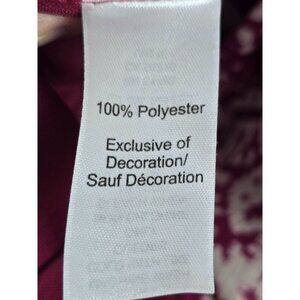 100% Polyester
Exclusive of
Decoration/
Sauf Décoration